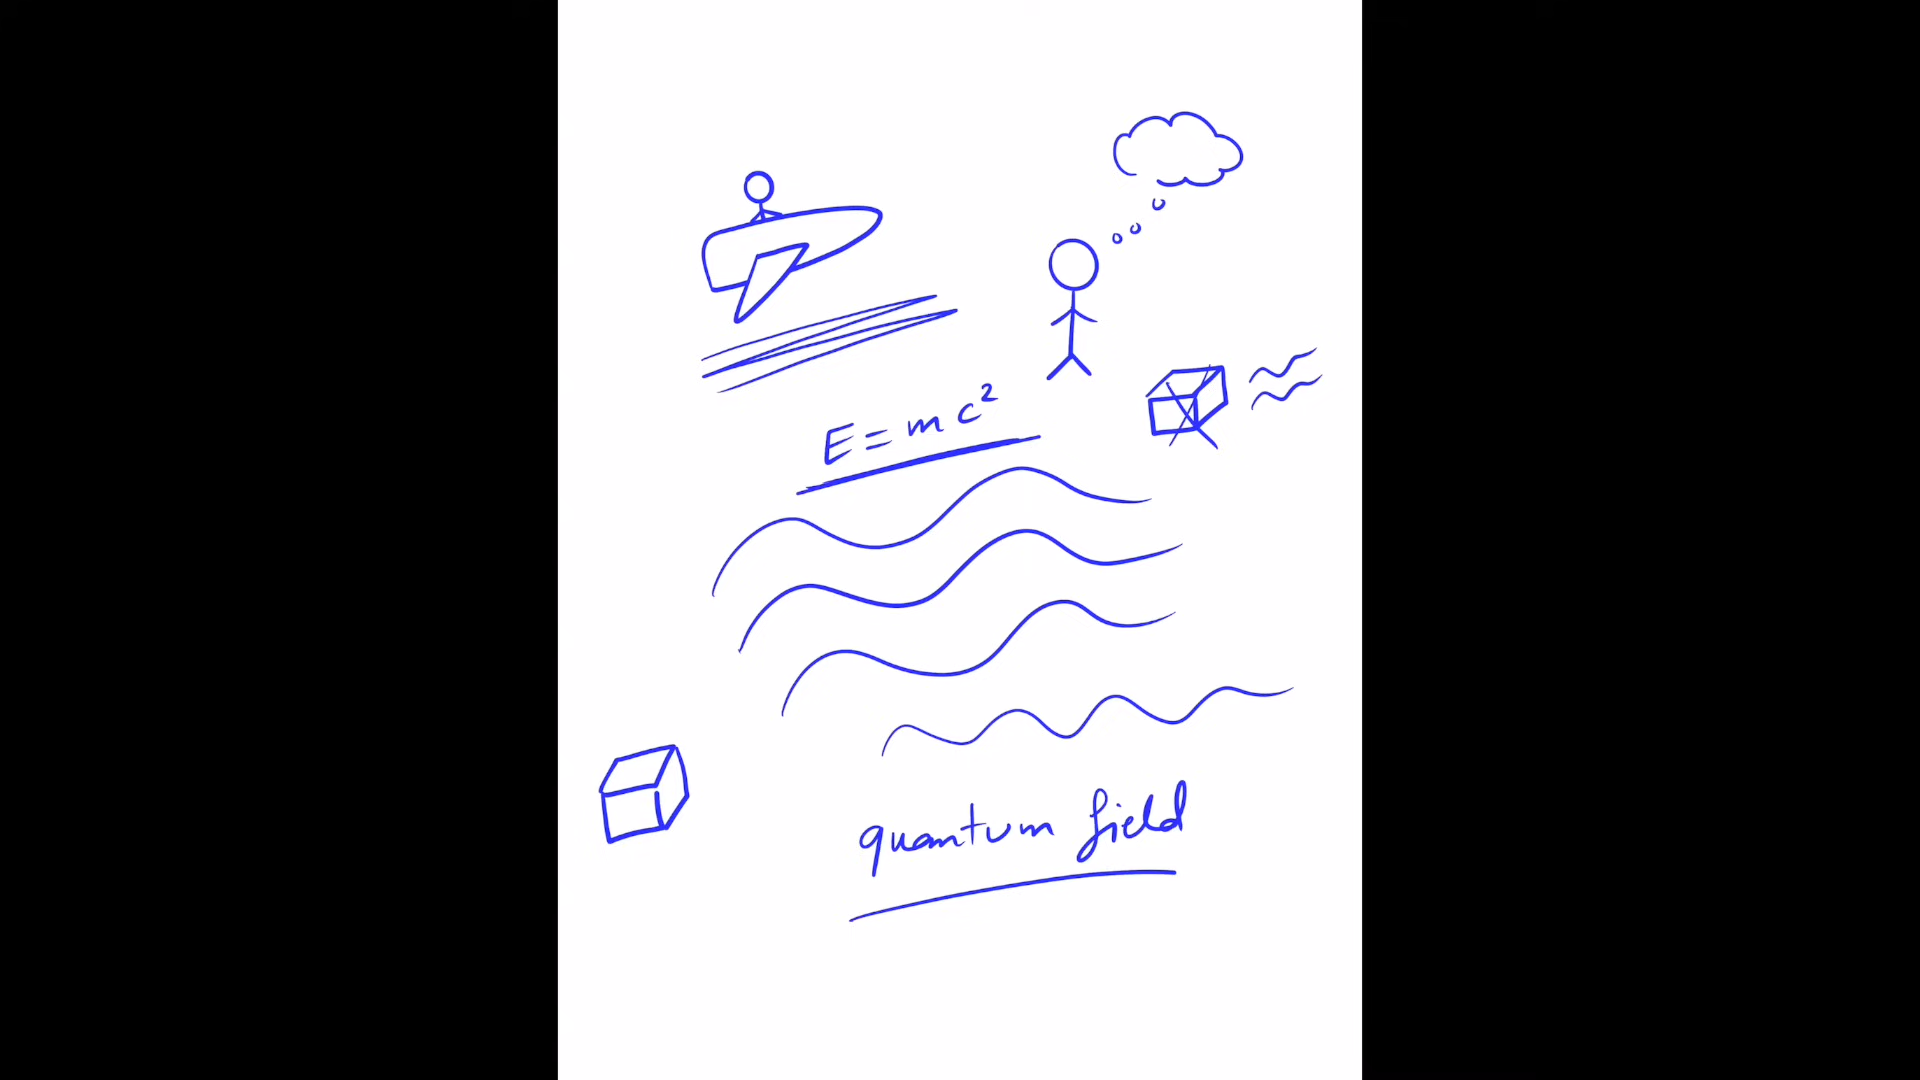 E = mc²
quantum field